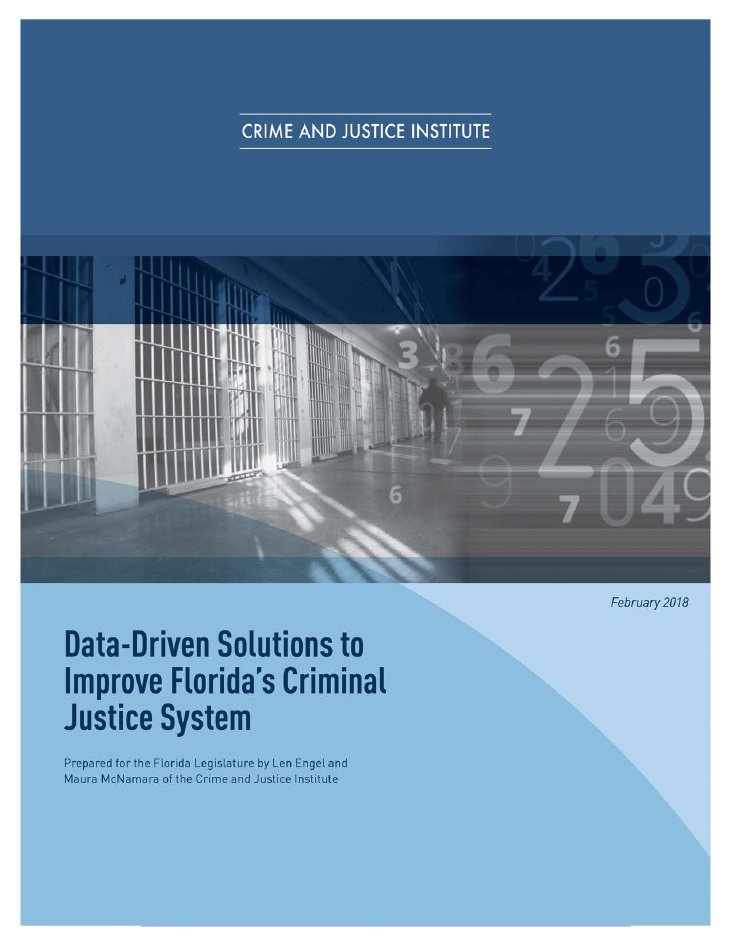 CRIME AND JUSTICE INSTITUTE
February 2018
Data-Driven Solutions to
Improve Florida's Criminal
Justice System
Prepared for the Florida Legislature by Len Engel and
Maura McNamara of the Crime and Justice Institute